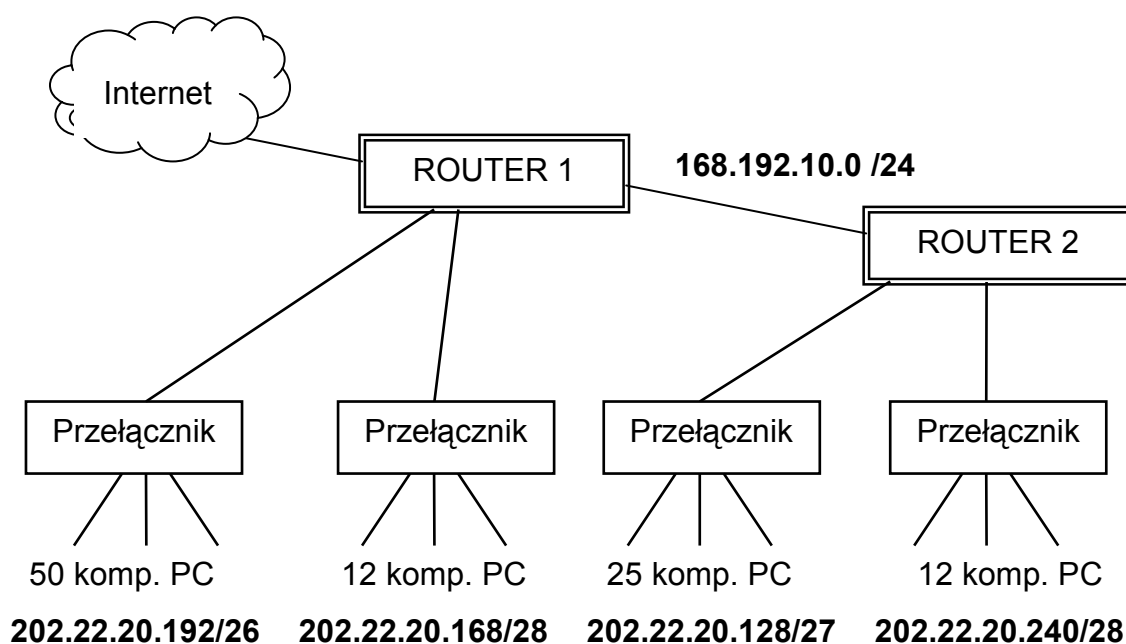 Internet
ROUTER 1
168.192.10.0 /24
ROUTER 2
Przełącznik Przełącznik Przełącznik Przełącznik
50 komp. PC 12 komp. PC 25 komp. PC 12 komp. PC
202.22.20.192/26 202.22.20.168/28 202.22.20.128/27 202.22.20.240/28